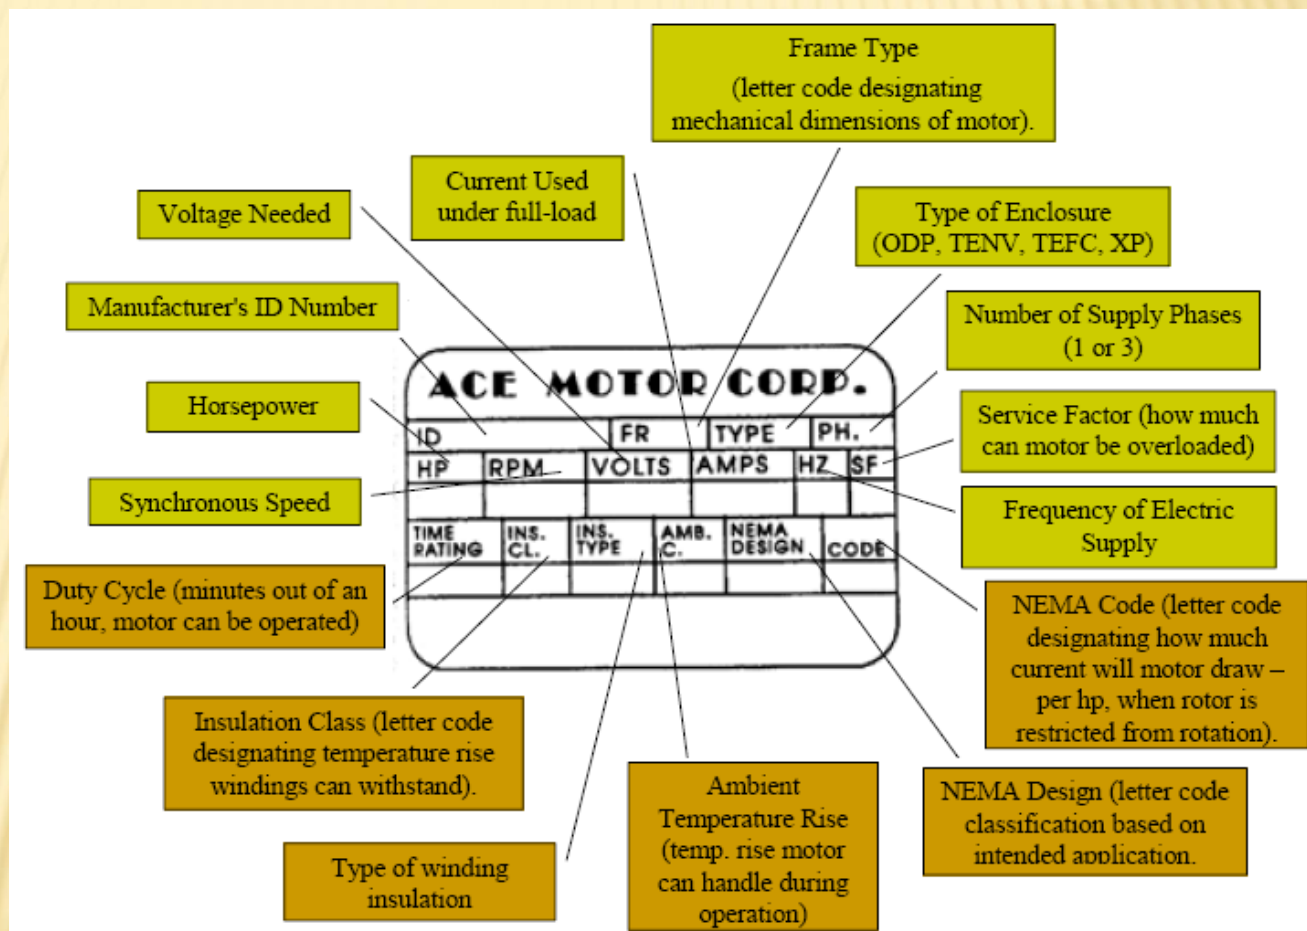 Frame Type
(letter code designating
mechanical dimensions of motor).
Current Used
under full-load
Voltage Needed
Type of Enclosure
(ODP, TENV, TEFC, XP)
Manufacturer's ID Number
Number of Supply Phases
(1 or 3)
Horsepower
Service Factor (how much
can motor be overloaded)
Synchronous Speed
Frequency of Electric
Supply
ACE MOTOR CORP.
ID FR TYPE PH.
HP RPM VOLTS AMPS HZ SF
TIME RATING INS. CL. INS. TYPE AMB. C. NEMA DESIGN CODE
Duty Cycle (minutes out of an
hour, motor can be operated)
NEMA Code (letter code
designating how much
current will motor draw –
per hp, when rotor is
restricted from rotation).
Insulation Class (letter code
designating temperature rise
windings can withstand).
Ambient
Temperature Rise
(temp. rise motor
can handle during
operation)
NEMA Design (letter code
classification based on
intended application.
Type of winding
insulation